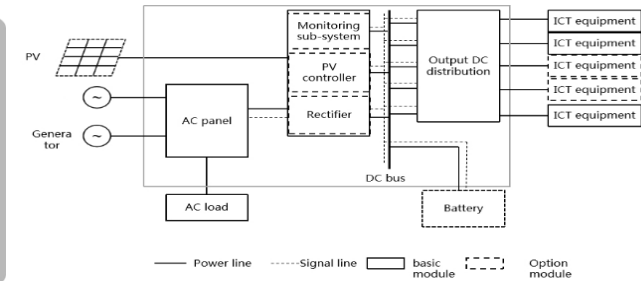 Monitoring
sub-system
PV
controller
Rectifier
Output DC
distribution
ICT equipment
ICT equipment
ICT equipment
ICT equipment
ICT equipment
PV
~
~
Genera
tor
AC panel
AC load
DC bus
Battery
Power line
Signal line
basic
module
Option
module